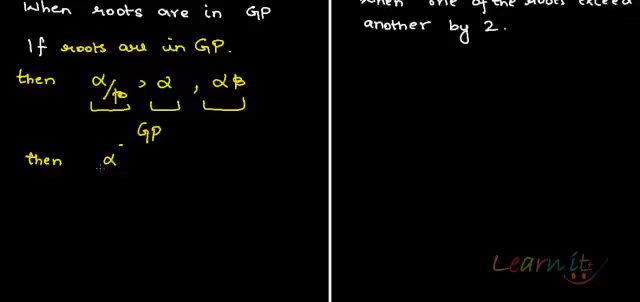 When roots are in GP
If roots are in GP.
then α/β , α , αβ
GP
then α
when one of the roots exceed
another by 2.
Learnit